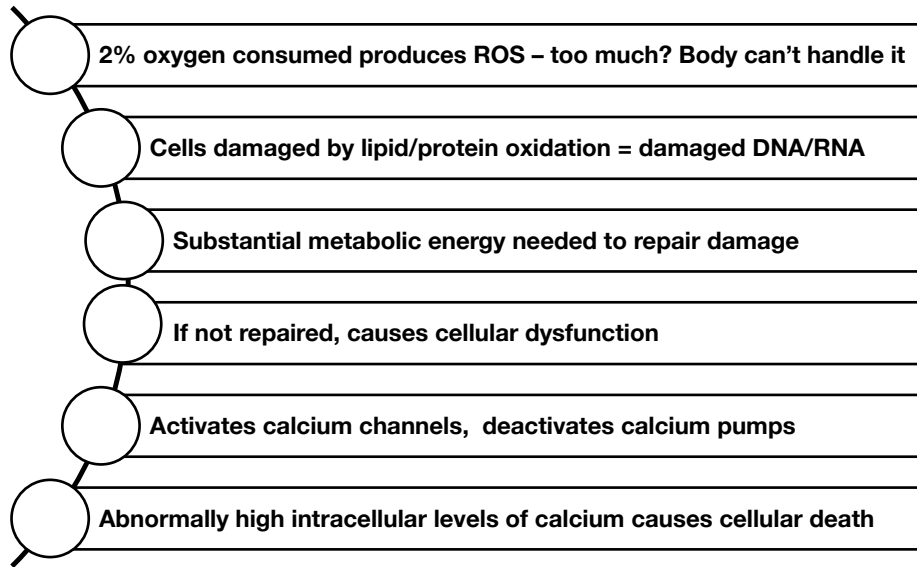 2% oxygen consumed produces ROS – too much? Body can’t handle it
Cells damaged by lipid/protein oxidation = damaged DNA/RNA
Substantial metabolic energy needed to repair damage
If not repaired, causes cellular dysfunction
Activates calcium channels,  deactivates calcium pumps
Abnormally high intracellular levels of calcium causes cellular death